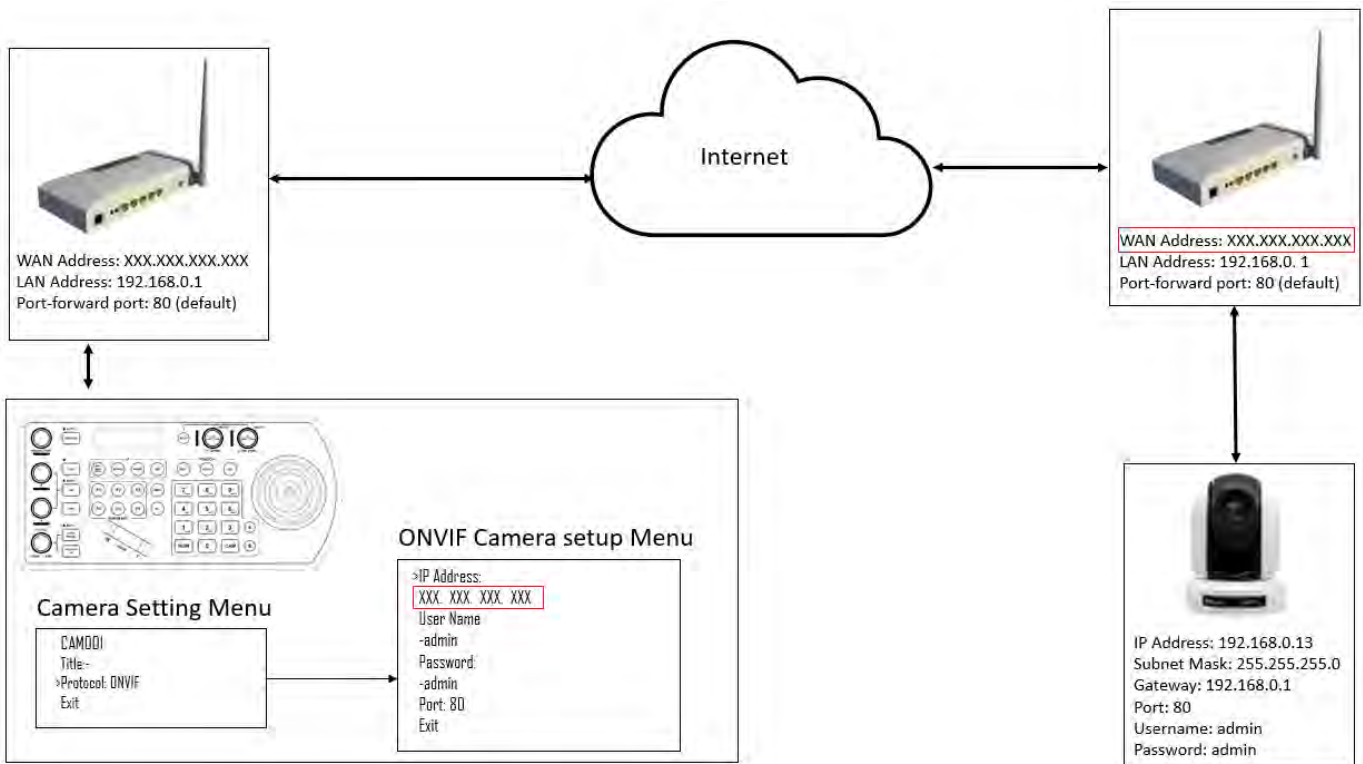 Internet
WAN Address: XXX.XXX.XXX.XXX
LAN Address: 192.168.0.1
Port-forward port: 80 (default)
WAN Address: XXX.XXX.XXX.XXX
LAN Address: 192.168.0. 1
Port-forward port: 80 (default)
ONVIF Camera setup Menu
>IP Address:
XXX. XXX. XXX. XXX
User Name
-admin
Password:
-admin
Port: 80
Exit
Camera Setting Menu
CAM001
Title:-
>Protocol: ONVIF
Exit
IP Address: 192.168.0.13
Subnet Mask: 255.255.255.0
Gateway: 192.168.0.1
Port: 80
Username: admin
Password: admin